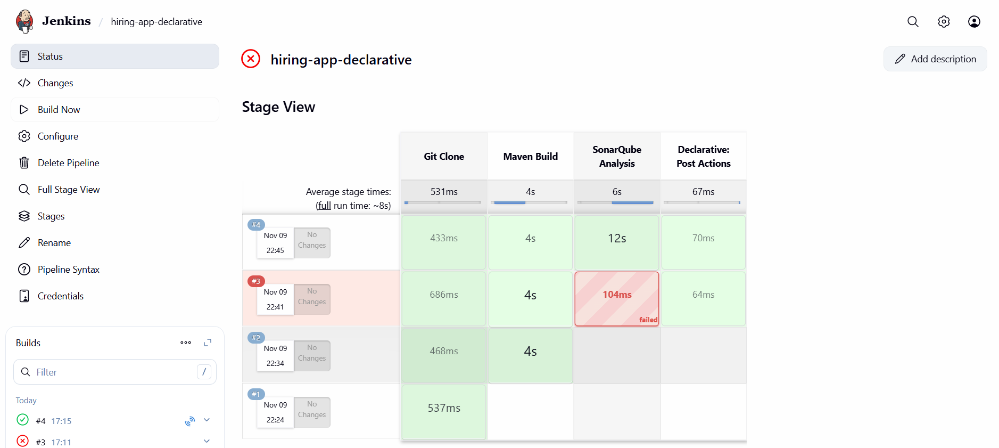 Jenkins / hiring-app-declarative
Status
Changes
Build Now
Configure
Delete Pipeline
Full Stage View
Stages
Rename
Pipeline Syntax
Credentials
Builds
Filter /
Today
#4 17:15
#3 17:11
hiring-app-declarative
Add description
Stage View
Git Clone
Maven Build
SonarQube
Analysis
Declarative:
Post Actions
Average stage times:
(full run time: ~8s)
531ms
4s
6s
67ms
#4
Nov 09
22:45
No
Changes
433ms
4s
12s
70ms
#3
Nov 09
22:41
No
Changes
686ms
4s
104ms
failed
64ms
#2
Nov 09
22:34
No
Changes
468ms
4s
#1
Nov 09
22:24
No
Changes
537ms